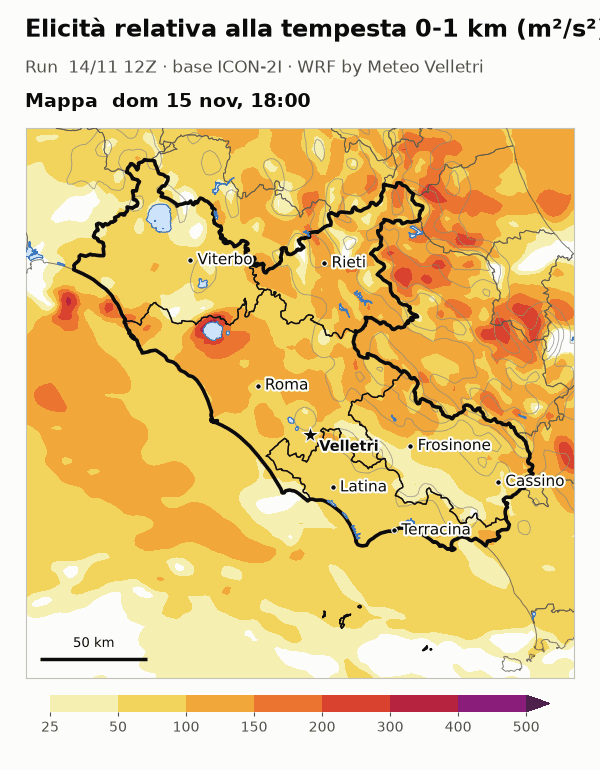 Elicità relativa alla tempesta 0-1 km (m²/s²)
Run 14/11 12Z · base ICON-2I · WRF by Meteo Velletri
Mappa dom 15 nov, 18:00
Viterbo
Rieti
Roma
Velletri
Frosinone
Cassino
Latina
Terracina
50 km
25 50 100 150 200 300 400 500